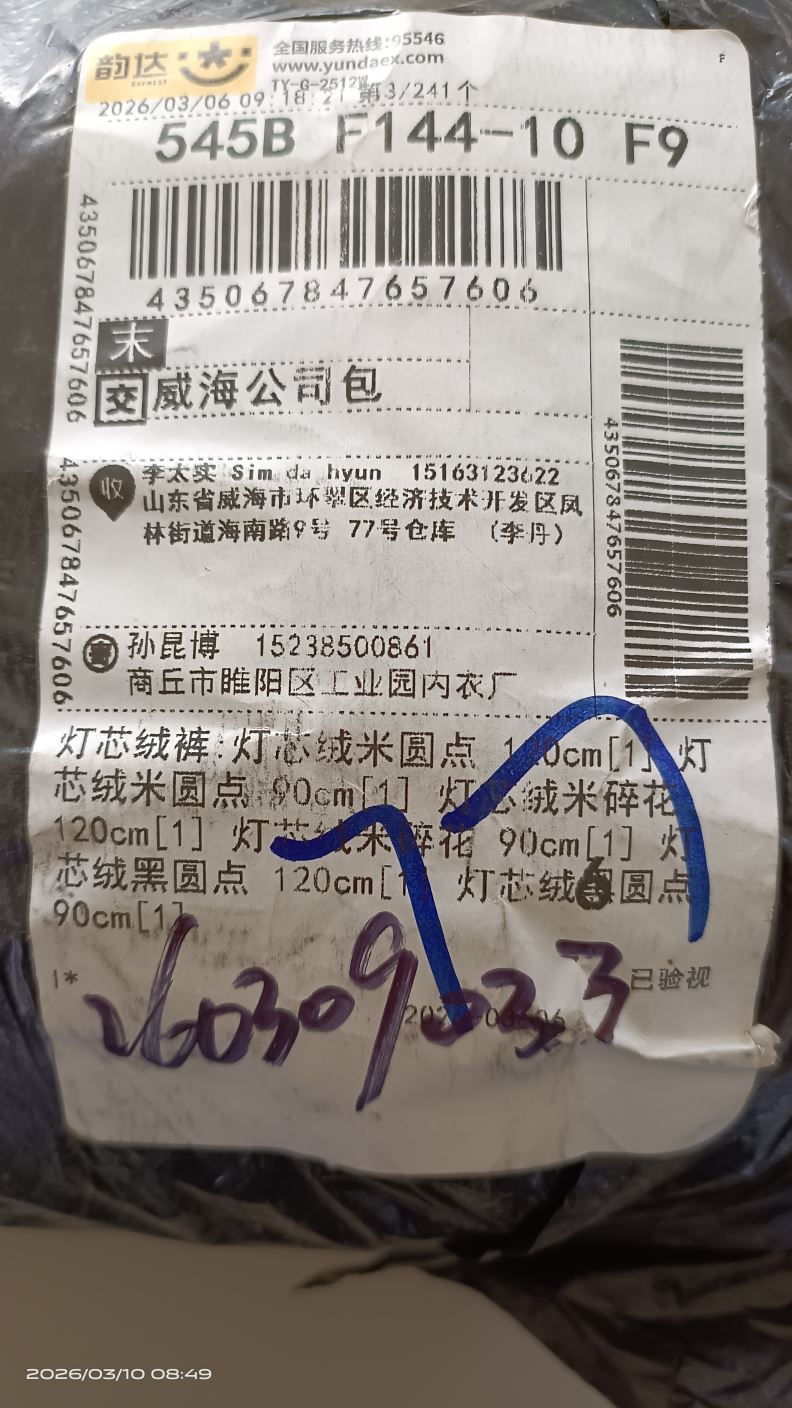 韵达
EXPRESS
全国服务热线:95546
www.yundaex.com
TY-G-2512W
2026/03/06 09:18:21 第3/241个
F
545B F144-10 F9
435067847657606
435067847657606
末
交 威海公司包
435067847657606
435067847657606
收 李太实 Sim da hyun 15163123622
山东省威海市环翠区经济技术开发区凤
林街道海南路9号 77号仓库 （李丹）
寄 孙昆博 15238500861
商丘市睢阳区工业园内衣厂
灯芯绒裤:灯芯绒米圆点 120cm[1] 灯
芯绒米圆点 90cm[1] 灯芯绒米碎花
120cm[1] 灯芯绒米碎花 90cm[1] 灯
芯绒黑圆点 120cm[1] 灯芯绒黑圆点
90cm[1]
已验视
260309033
2026/03/10 08:49